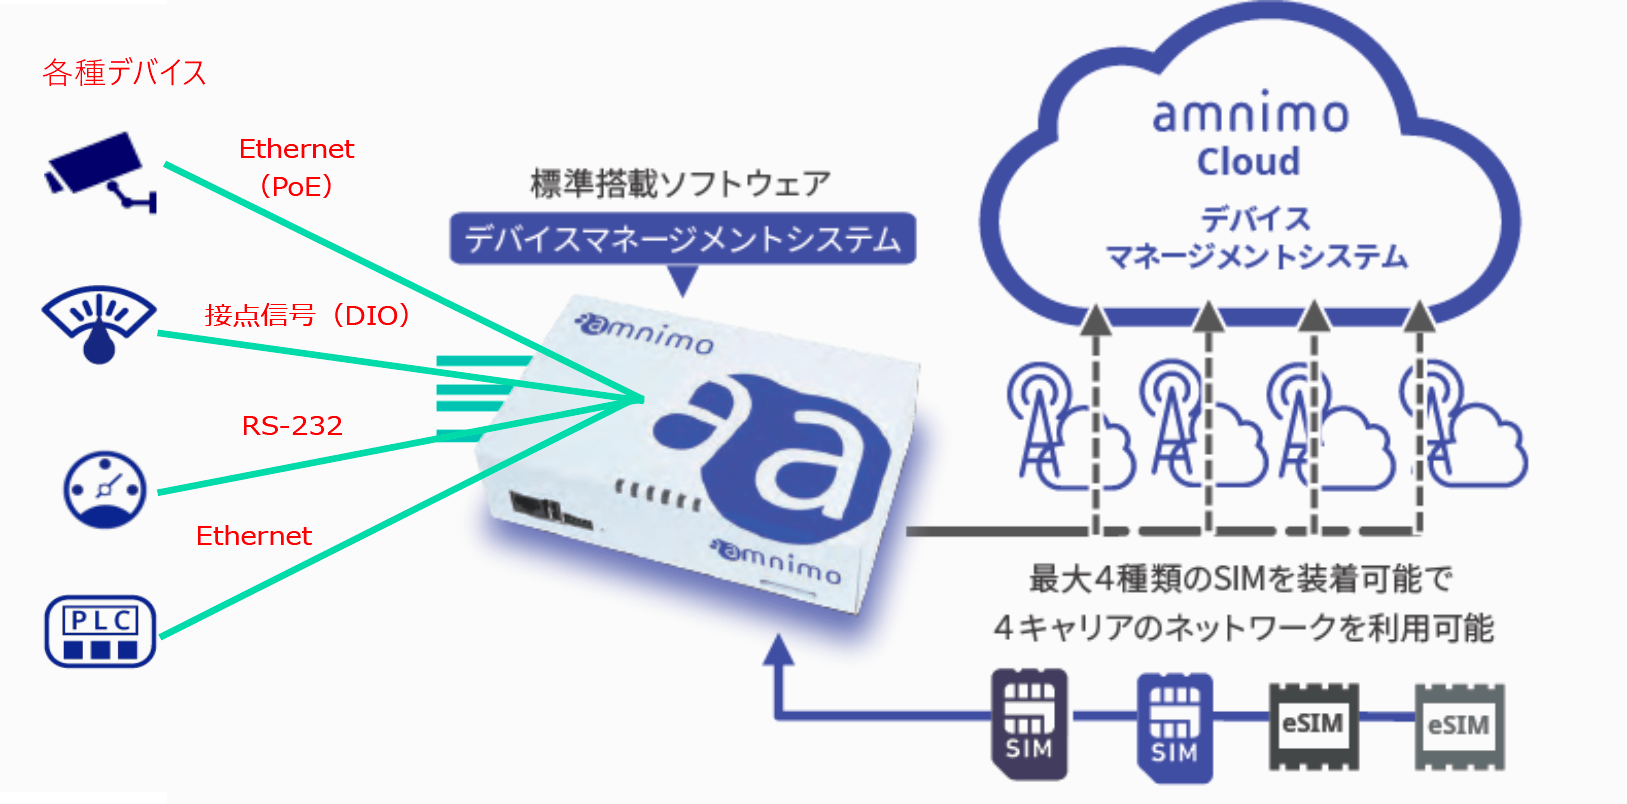 各種デバイス
Ethernet
（PoE）
接点信号（DIO）
RS-232
Ethernet
PLC
標準搭載ソフトウェア
デバイスマネージメントシステム
amnimo
aa
amnimo
amnimo
Cloud
デバイス
マネージメントシステム
最大４種類のSIMを装着可能で
４キャリアのネットワークを利用可能
SIM
SIM
eSIM
eSIM